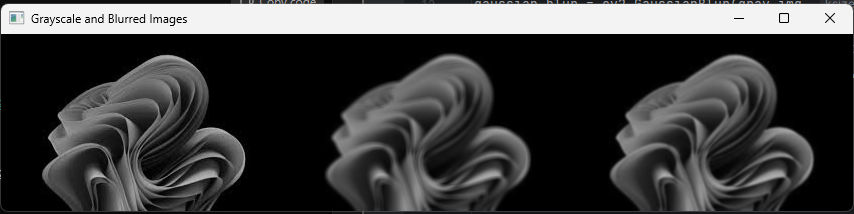 Copy code
gaussian_blur = cv2.GaussianBlur(gray_img,
Grayscale and Blurred Images